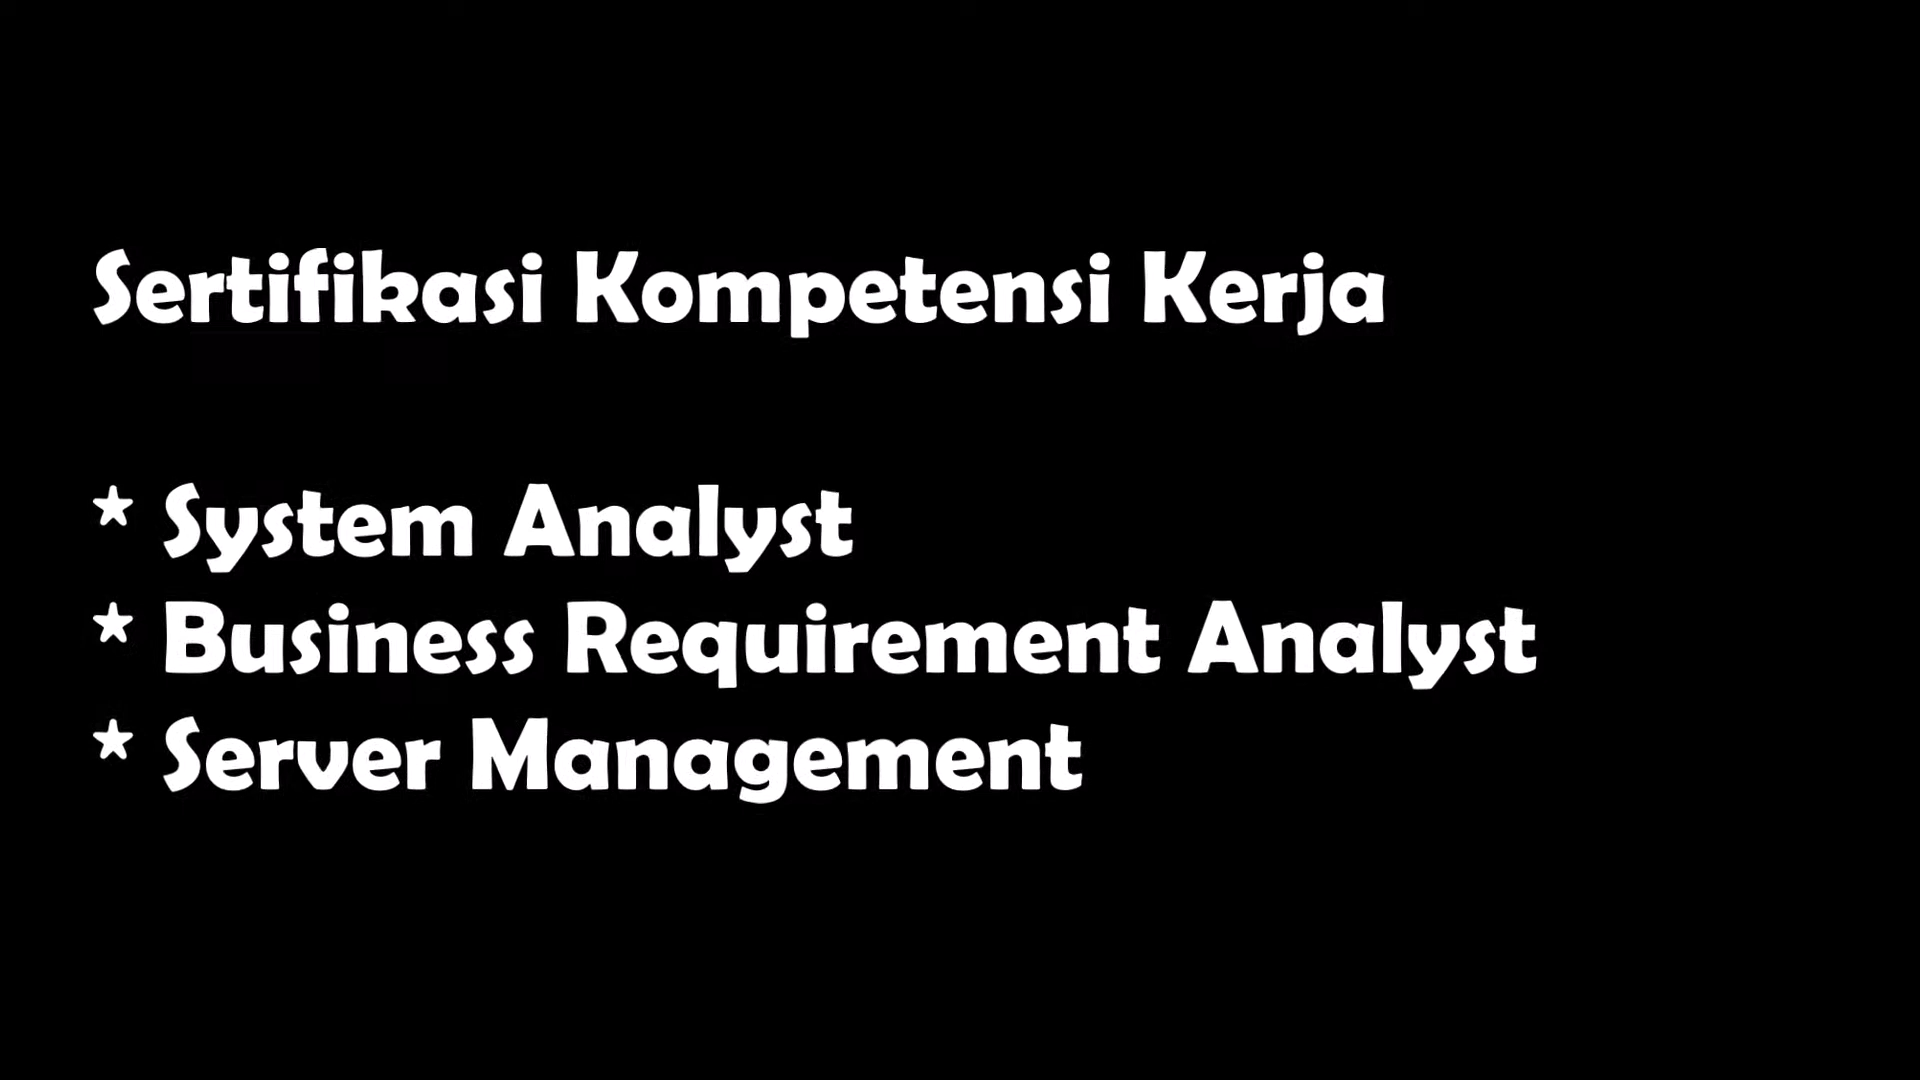 Sertifikasi Kompetensi Kerja
* System Analyst
* Business Requirement Analyst
* Server Management